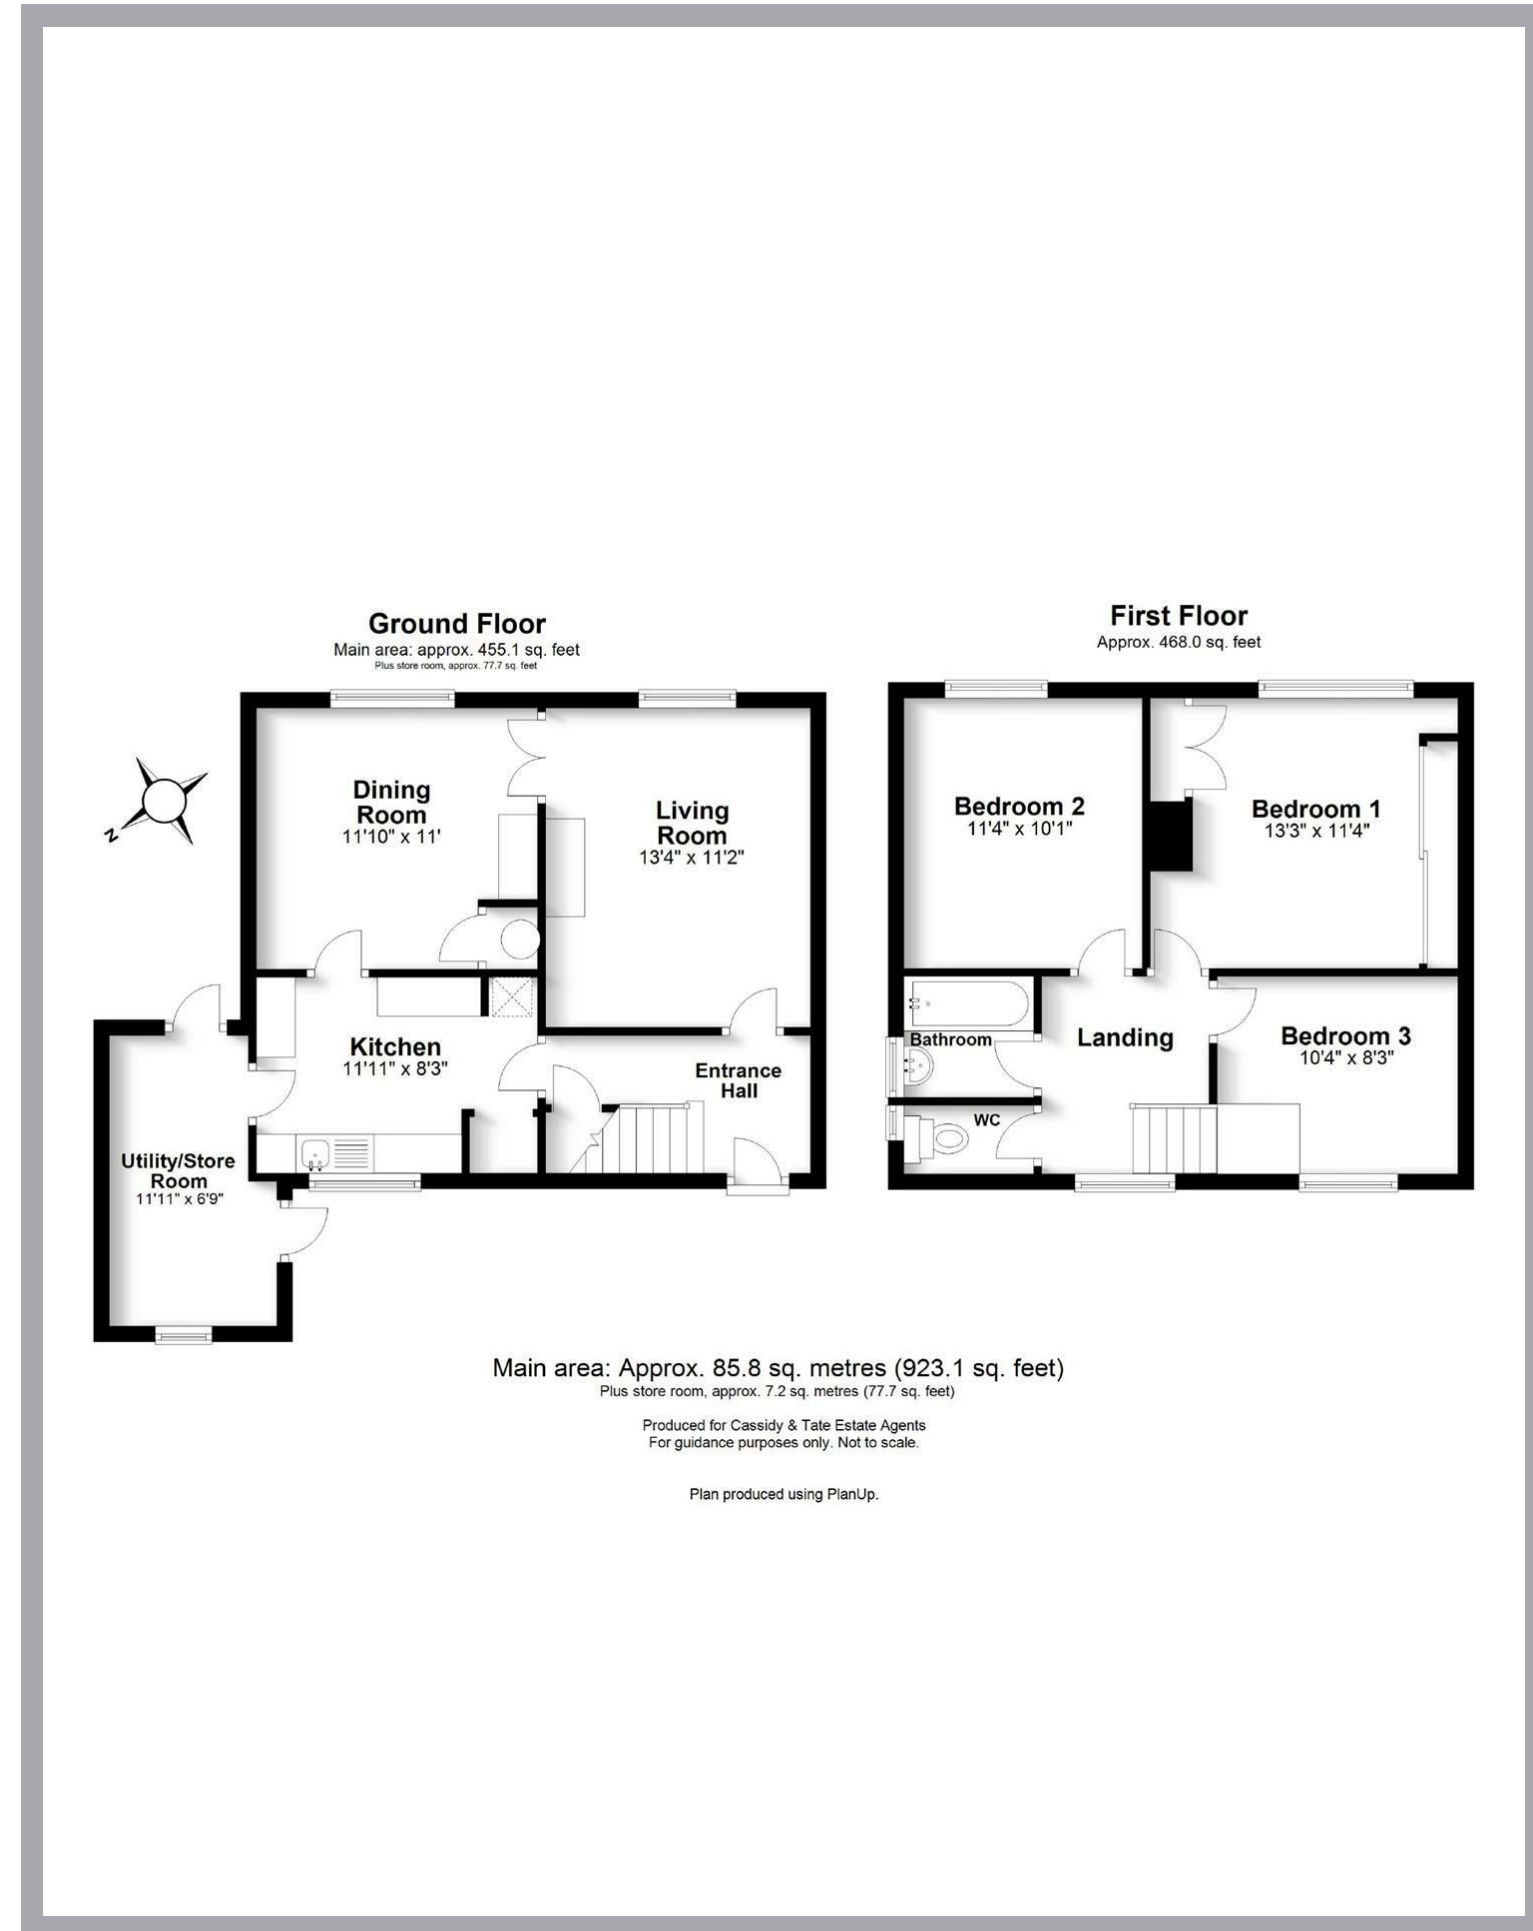 Ground Floor
Main area: approx. 455.1 sq. feet
Plus store room, approx. 77.7 sq. feet
First Floor
Approx. 468.0 sq. feet
N
Dining
Room
11'10" x 11'
Living
Room
13'4" x 11'2"
Kitchen
11'11" x 8'3"
Entrance
Hall
Utility/Store
Room
11'11" x 6'9"
Bedroom 2
11'4" x 10'1"
Bedroom 1
13'3" x 11'4"
Bathroom
Landing
Bedroom 3
10'4" x 8'3"
WC
Main area: Approx. 85.8 sq. metres (923.1 sq. feet)
Plus store room, approx. 7.2 sq. metres (77.7 sq. feet)
Produced for Cassidy & Tate Estate Agents
For guidance purposes only. Not to scale.
Plan produced using PlanUp.